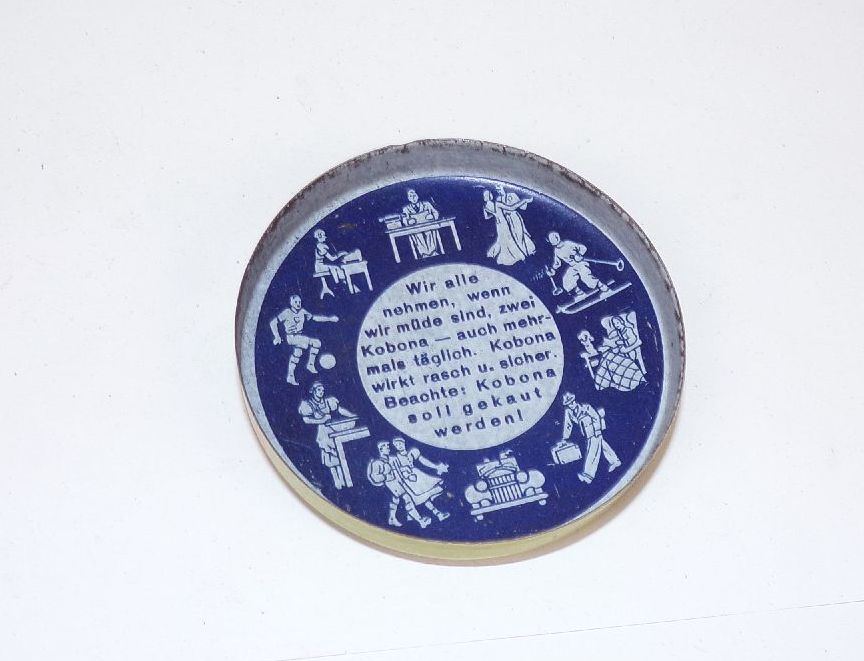 Wir alle
nehmen, wenn
wir müde sind, zwei
Kobona — auch mehr-
mals täglich. Kobona
wirkt rasch u. sicher.
Beachte: Kobona
soll gekaut
werden!